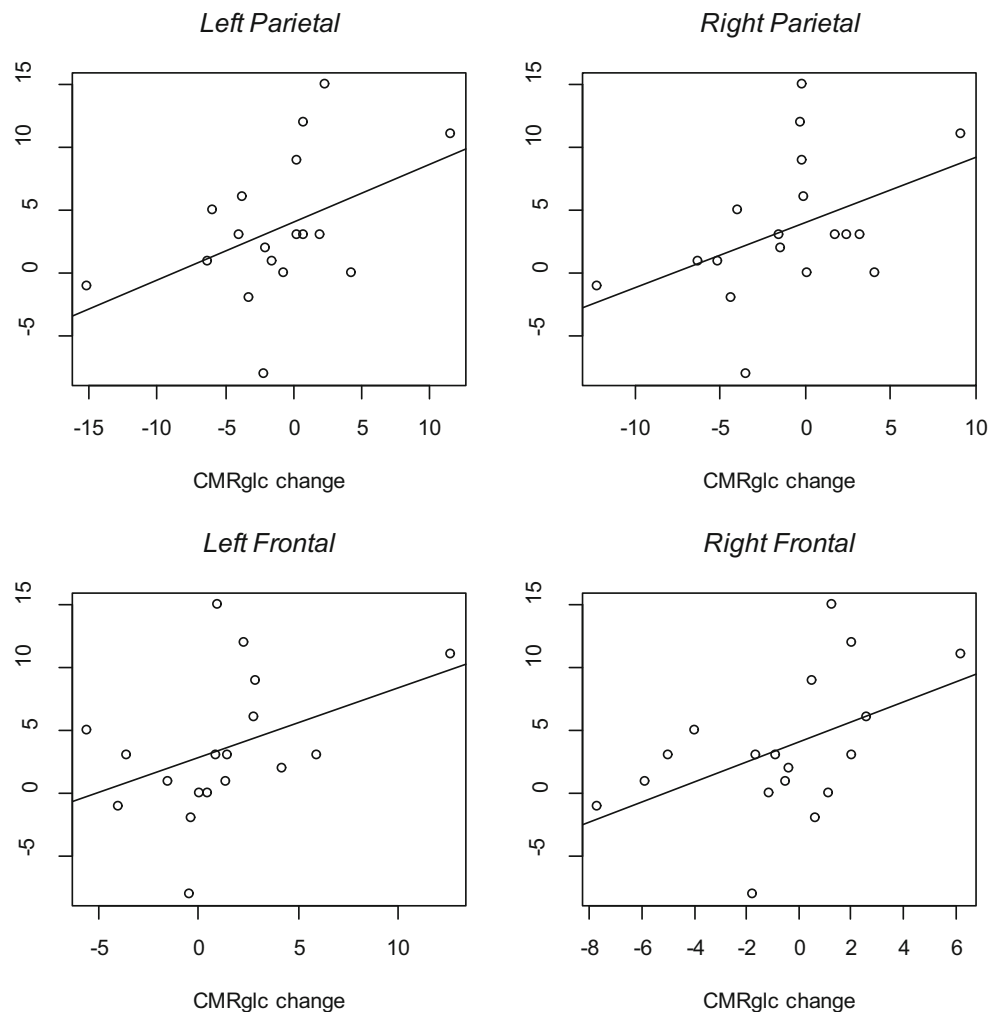 Left Parietal
15
10
5
0
-5
-15 -10 -5 0 5 10
CMRglc change
Right Parietal
15
10
5
0
-5
-10 -5 0 5 10
CMRglc change
Left Frontal
15
10
5
0
-5
-5 0 5 10
CMRglc change
Right Frontal
15
10
5
0
-5
-8 -6 -4 -2 0 2 4 6
CMRglc change